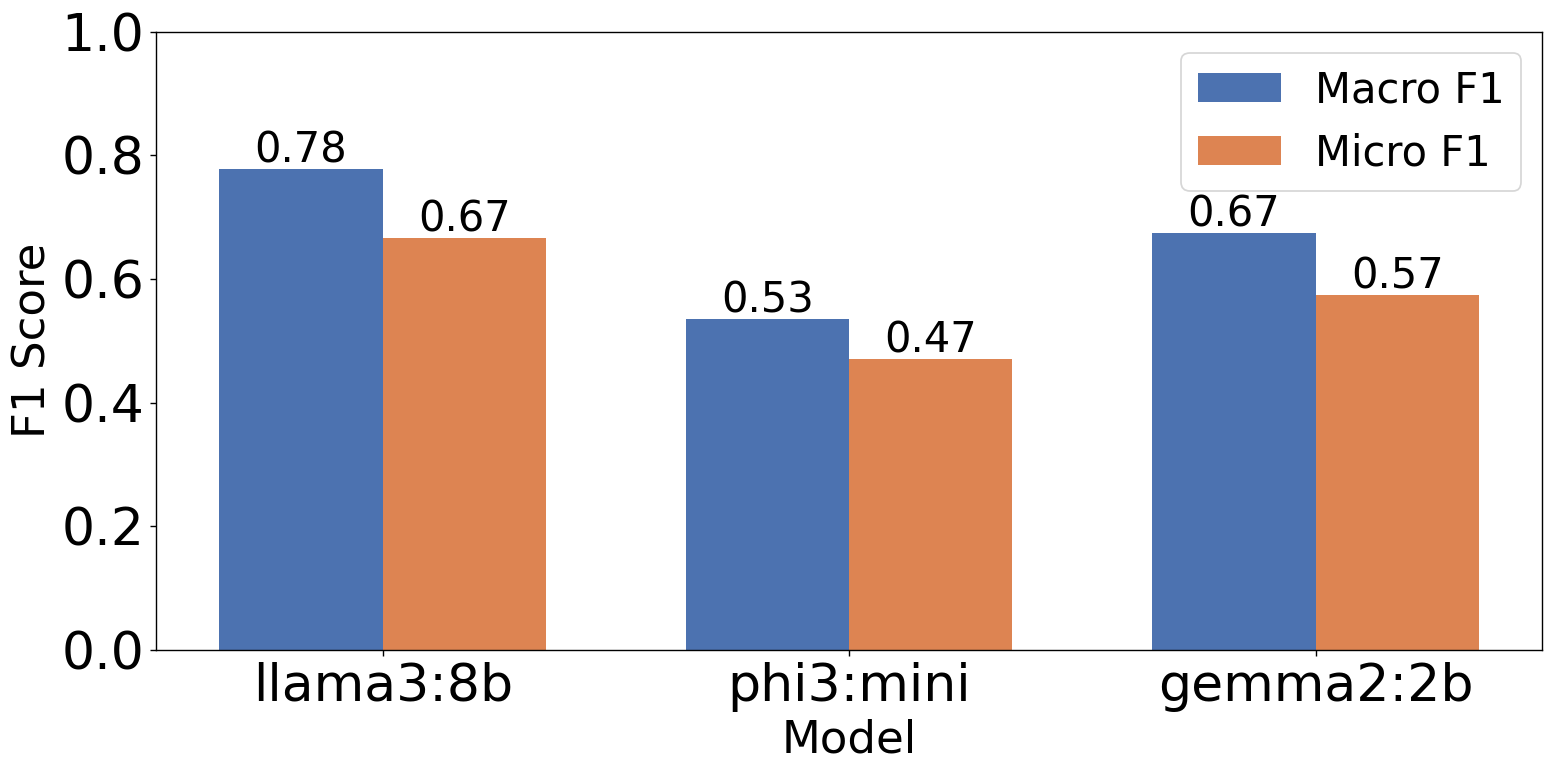 1.0
0.8
0.6
0.4
0.2
0.0
F1 Score
Macro F1
Micro F1
0.78
0.67
0.53
0.47
0.67
0.57
llama3:8b
phi3:mini
gemma2:2b
Model